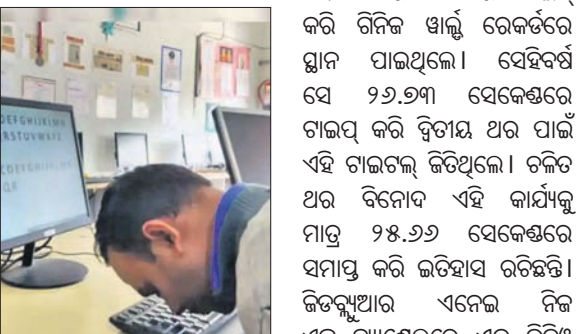 କରି ଗିନିଜ ୱାର୍ଲ୍ଡ ରେକର୍ଡରେ
ସ୍ଥାନ ପାଇଥିଲେ। ସେହିବର୍ଷ
ସେ ୨୬.୭୩ ସେକେଣ୍ଡରେ
ଟାଇପ୍ କରି ଦ୍ୱିତୀୟ ଥର ପାଇଁ
ଏହି ଟାଇଟଲ୍ ଜିତିଥିଲେ। ଚଳିତ
ଥର ବିନୋଦ ଏହି କାର୍ଯ୍ୟକୁ
ମାତ୍ର ୨୫.୬୬ ସେକେଣ୍ଡରେ
ସମାପ୍ତ କରି ଇତିହାସ ରଚିଛନ୍ତି।
ଜିଡବ୍ଲ୍ୟୁଆର ଏନେଇ ନିଜ